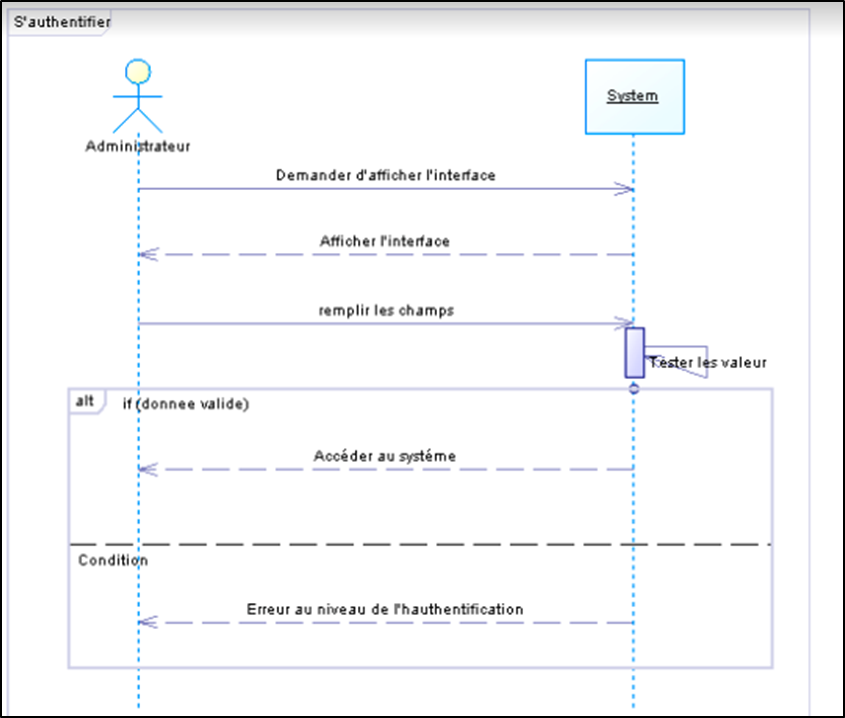 S'authentifier
System
Administrateur
Demander d'afficher l'interface
Afficher l'interface
remplir les champs
Tester les valeur
alt
if (donnee valide)
Accéder au systéme
Condition
Erreur au niveau de l'hauthentification